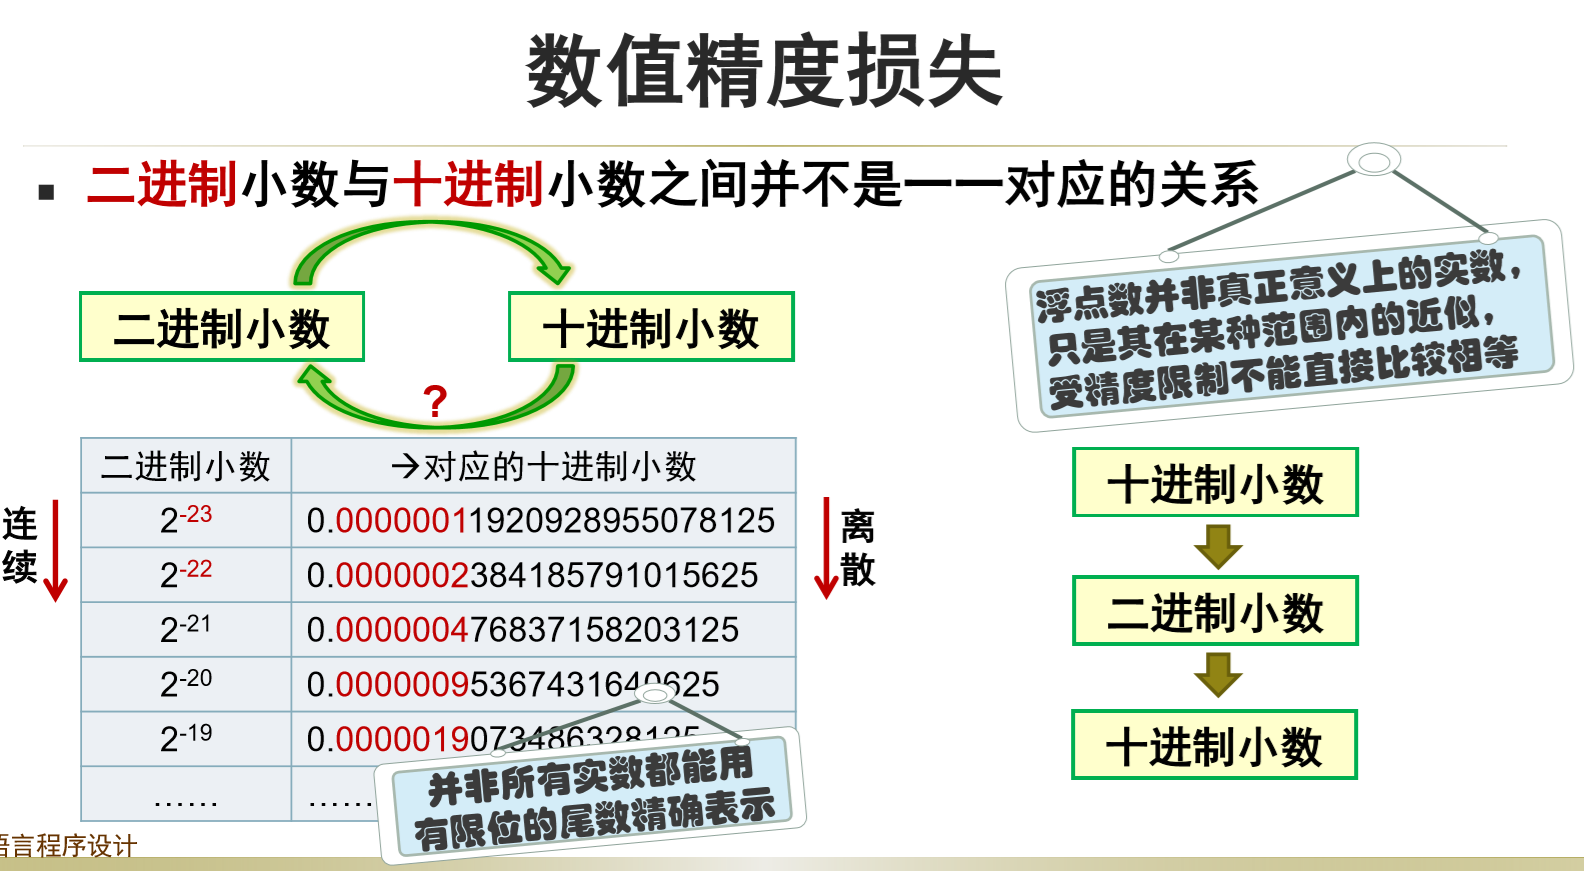 数值精度损失
▪ 二进制小数与十进制小数之间并不是一一对应的关系
浮点数并非真正意义上的实数，
只是其在某种范围内的近似，
受精度限制不能直接比较相等
二进制小数
十进制小数
?
二进制小数 →对应的十进制小数
2-23 0.00000011920928955078125
2-22 0.0000002384185791015625
2-21 0.000000476837158203125
2-20 0.00000095367431640625
2-19 0.0000019073486328125
…… ……
连续
离散
并非所有实数都能用
有限位的尾数精确表示
十进制小数
二进制小数
十进制小数
语言程序设计